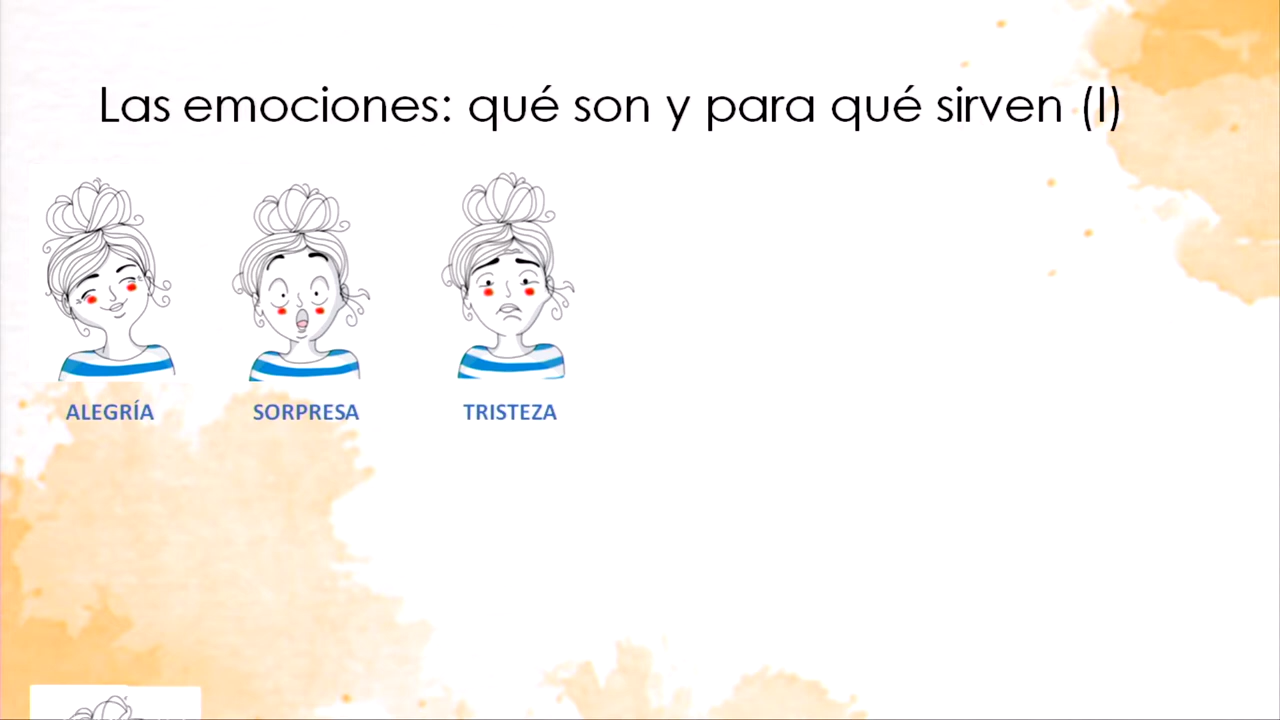 Las emociones: qué son y para qué sirven (I)
ALEGRÍA SORPRESA TRISTEZA